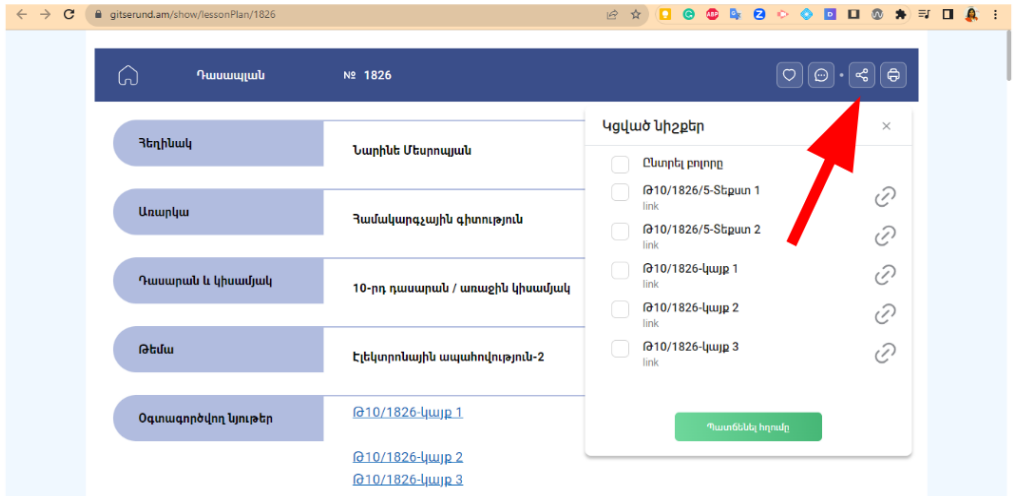 gitserund.am/show/lessonPlan/1826
Դասապլան № 1826
Կցված նիշքեր
Ընտրել բոլորը
Թ10/1826/5-Տեքստ 1
link
Թ10/1826/5-Տեքստ 2
link
Թ10/1826-կայք 1
link
Թ10/1826-կայք 2
link
Թ10/1826-կայք 3
link
Պատճենել հղումը
Հեղինակ
Նարինե Մեսրոպյան
Առարկա
Համակարգչային գիտություն
Դասարան և կիսամյակ
10-րդ դասարան / առաջին կիսամյակ
Թեմա
Էլեկտրոնային ապահովություն-2
Օգտագործվող նյութեր
Թ10/1826-կայք 1
Թ10/1826-կայք 2
Թ10/1826-կայք 3